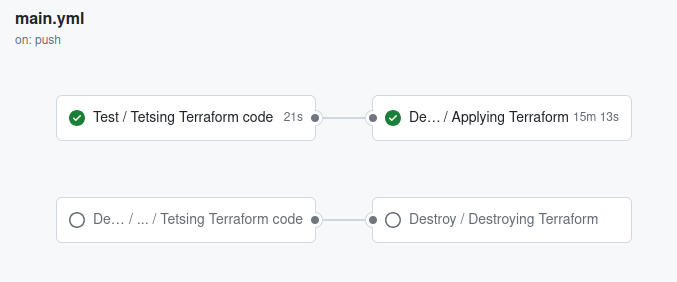 main.yml
on: push
Test / Tetsing Terraform code 21s
De… / Applying Terraform 15m 13s
De… / ... / Tetsing Terraform code
Destroy / Destroying Terraform